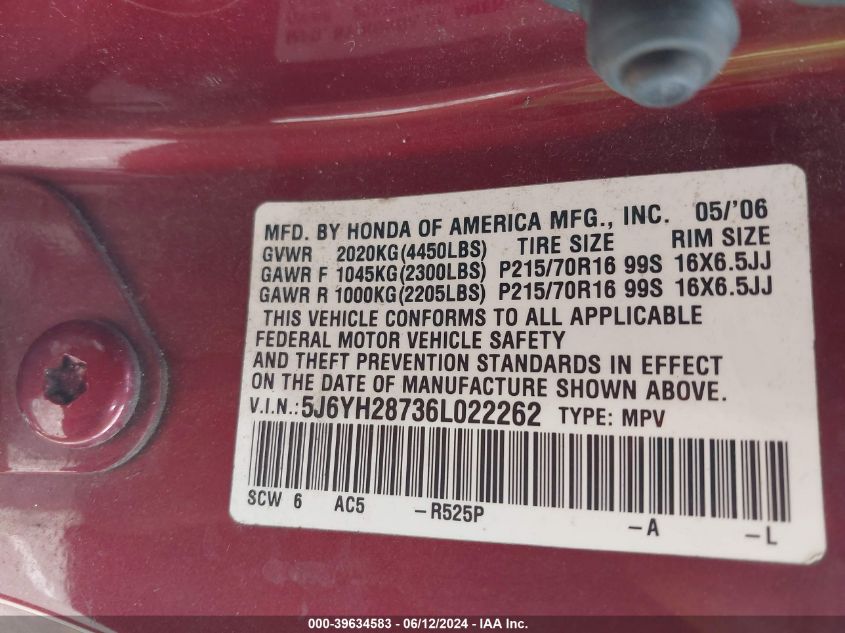 MFD. BY HONDA OF AMERICA MFG., INC. 05/'06
GVWR 2020KG(4450LBS) TIRE SIZE RIM SIZE
GAWR F 1045KG(2300LBS) P215/70R16 99S 16X6.5JJ
GAWR R 1000KG(2205LBS) P215/70R16 99S 16X6.5JJ
THIS VEHICLE CONFORMS TO ALL APPLICABLE
FEDERAL MOTOR VEHICLE SAFETY
AND THEFT PREVENTION STANDARDS IN EFFECT
ON THE DATE OF MANUFACTURE SHOWN ABOVE.
V.I.N.:5J6YH28736L022262 TYPE: MPV
SCW 6 AC5 -R525P -A -L
000-39634583 - 06/12/2024 - IAA Inc.